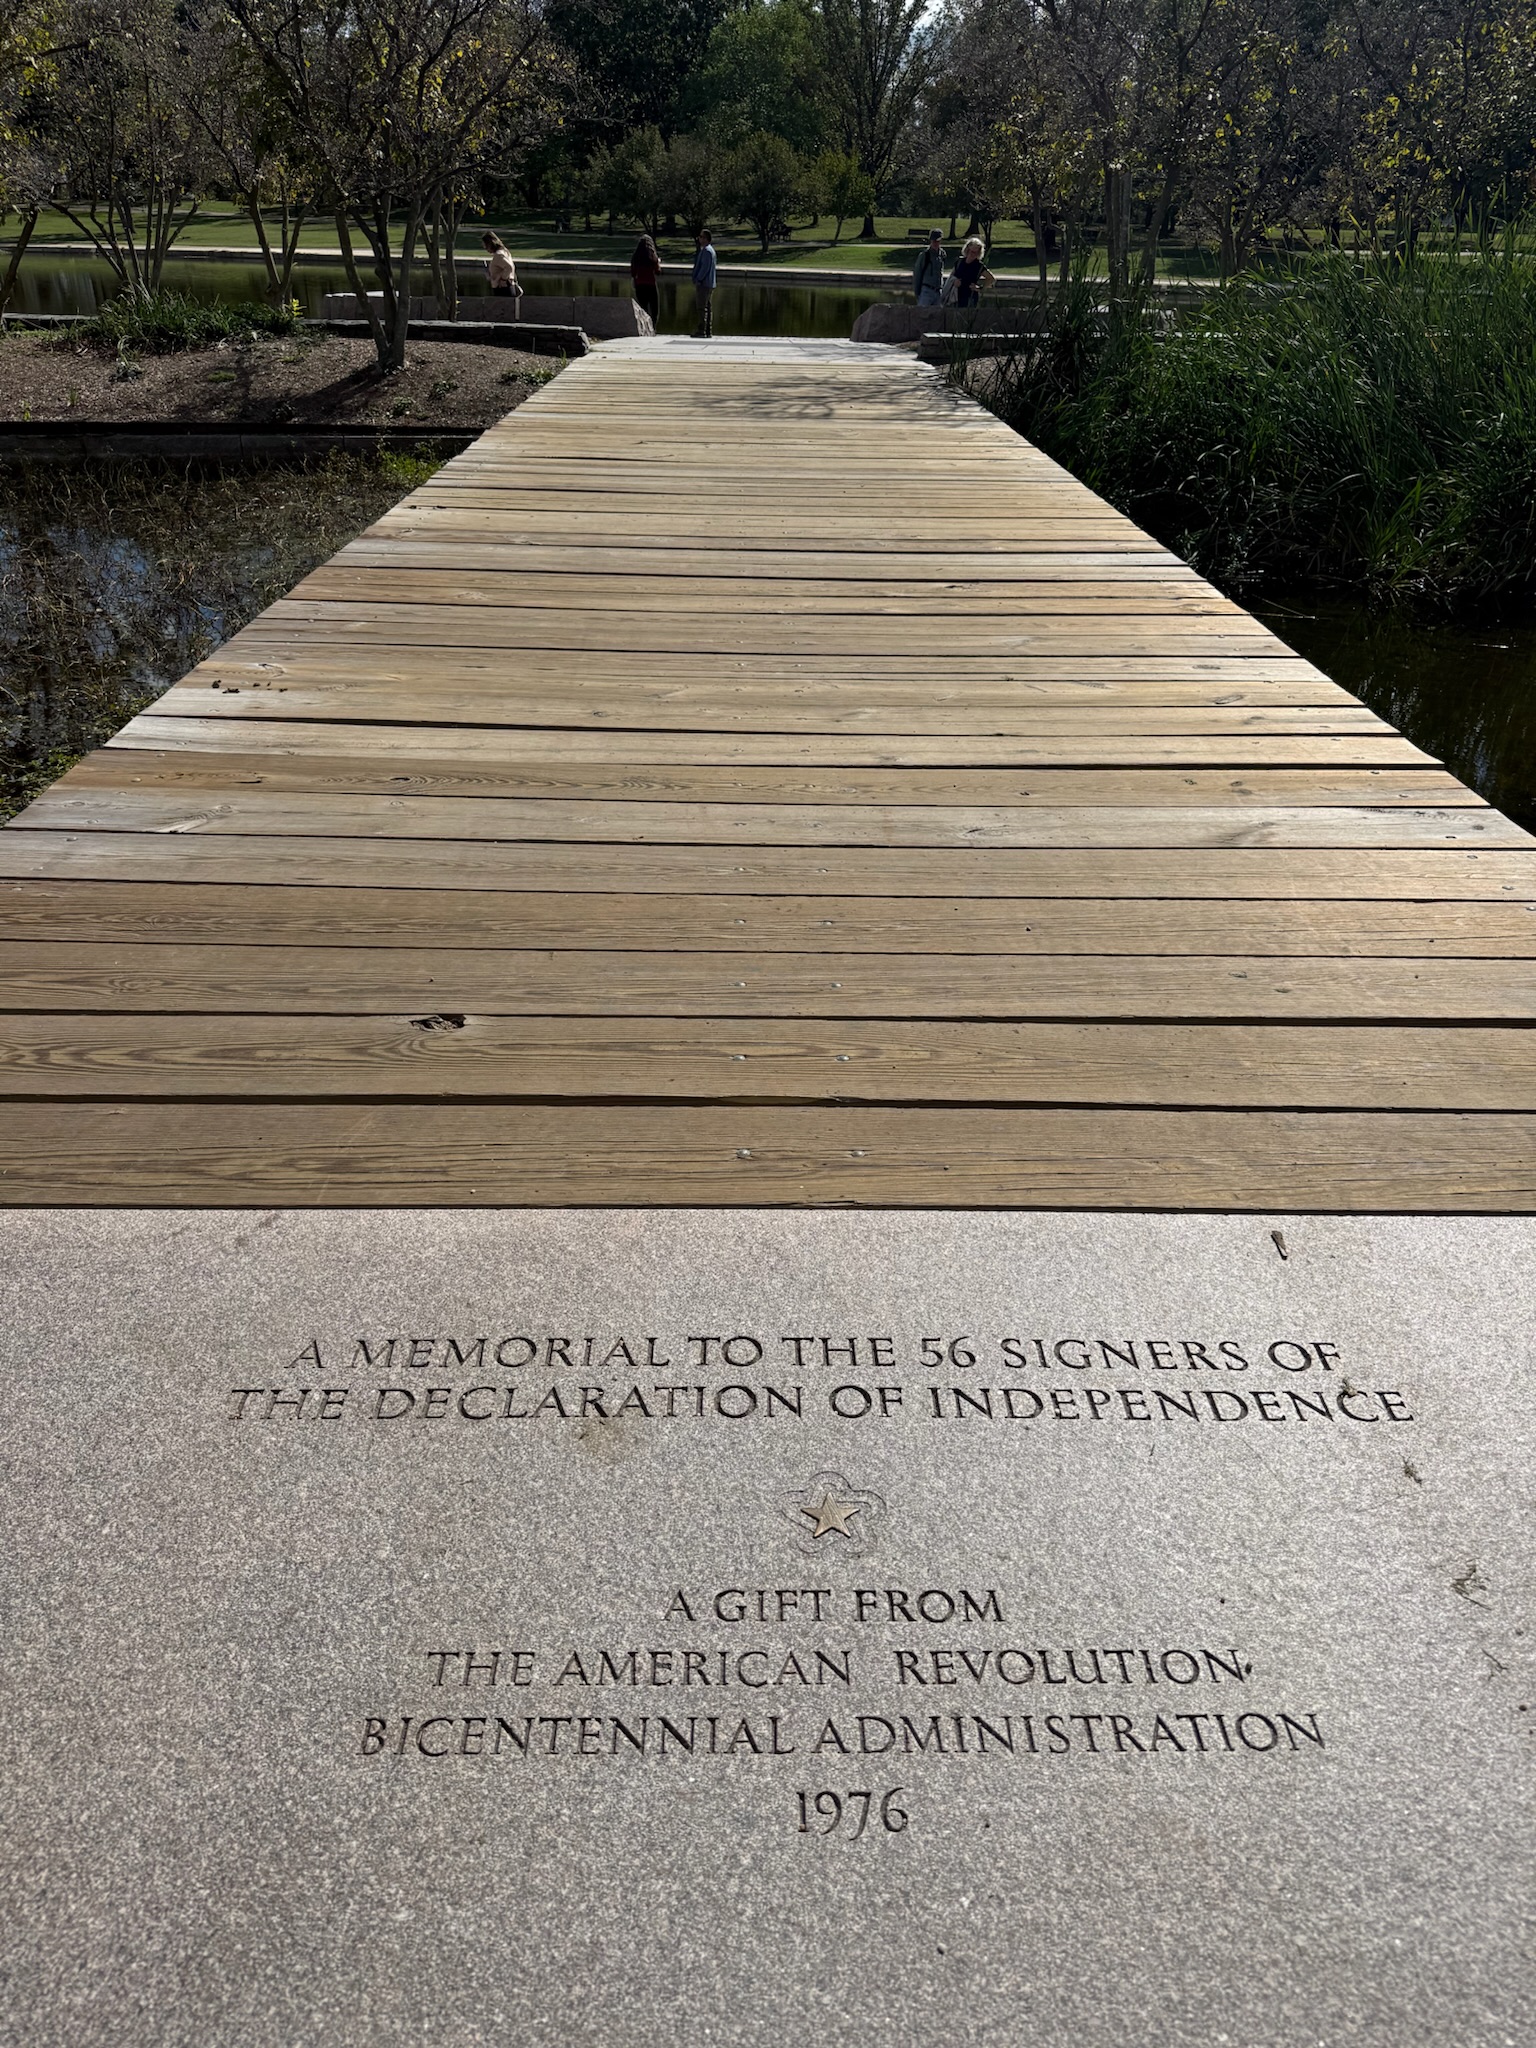 A MEMORIAL TO THE 56 SIGNERS OF
THE DECLARATION OF INDEPENDENCE
A GIFT FROM
THE AMERICAN REVOLUTION
BICENTENNIAL ADMINISTRATION
1976